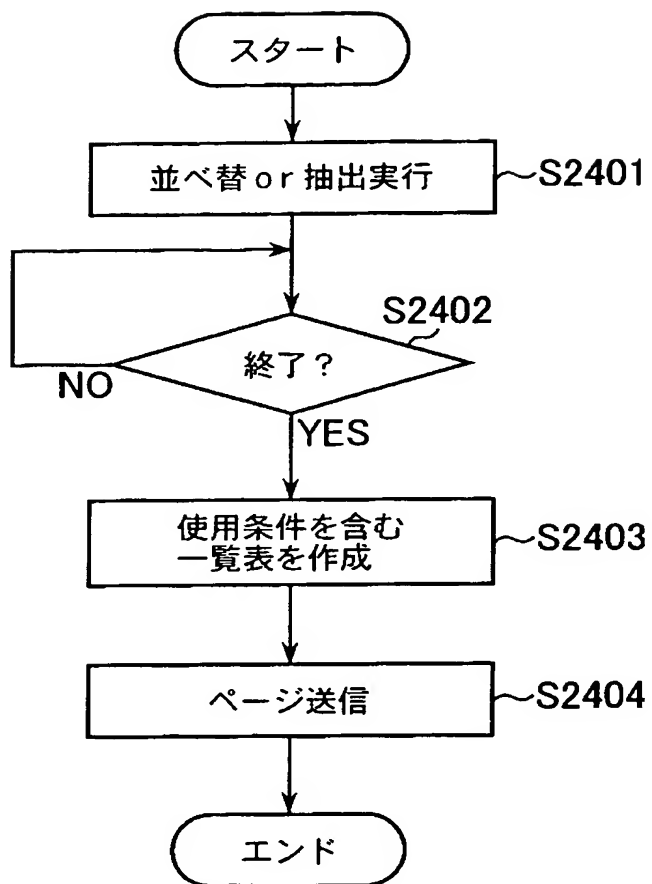 スタート
並べ替or抽出実行
S2401
S2402
終了?
NO
YES
使用条件を含む
一覧表を作成
S2403
ページ送信
S2404
エンド